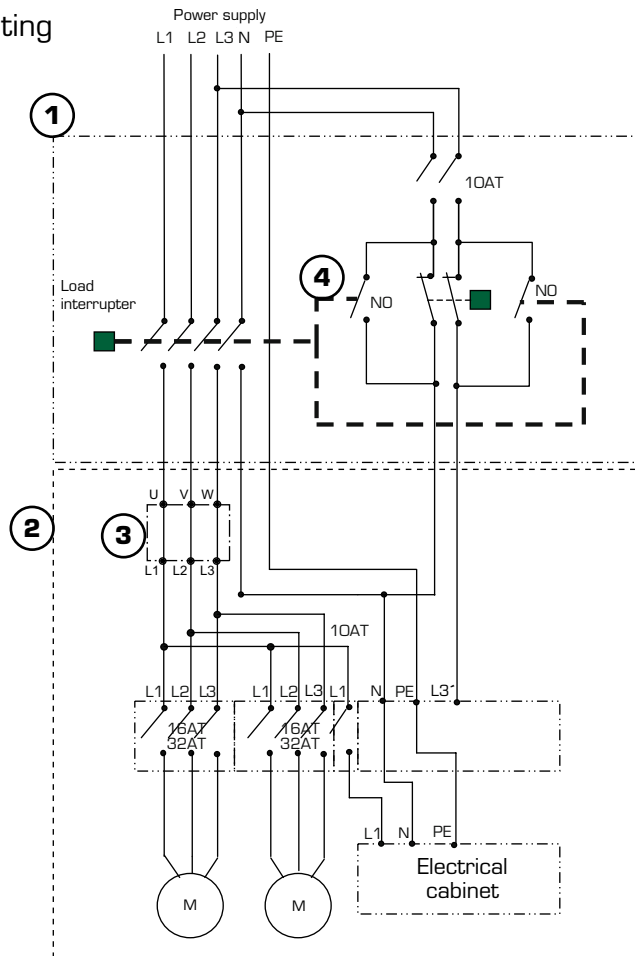 ting
Power supply
L1 L2 L3 N PE
1
10AT
4
Load
interrupter
NO
NO
U V W
2
3
L1 L2 L3
10AT
L1 L2 L3 L1 L2 L3 L1 N PE L3´
16AT 16AT
32AT 32AT
L1 N PE
Electrical
cabinet
M M